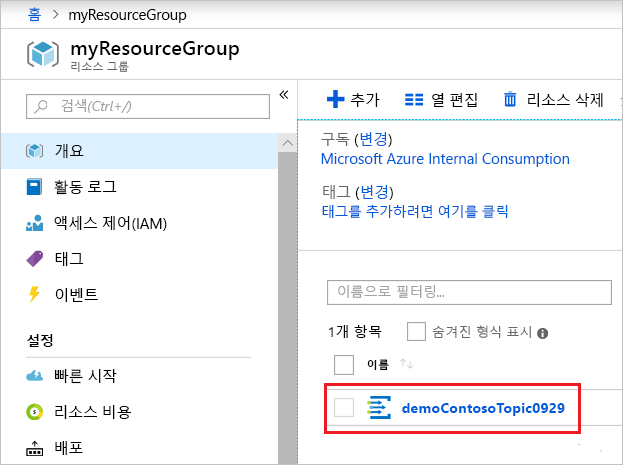 홈 > myResourceGroup
myResourceGroup
리소스 그룹
검색(Ctrl+/)
«
개요
활동 로그
액세스 제어(IAM)
태그
이벤트
설정
빠른 시작
리소스 비용
배포
추가 열 편집 리소스 삭제
구독 (변경)
Microsoft Azure Internal Consumption
태그 (변경)
태그를 추가하려면 여기를 클릭
이름으로 필터링...
1개 항목 숨겨진 형식 표시
이름 ↑↓
demoContosoTopic0929